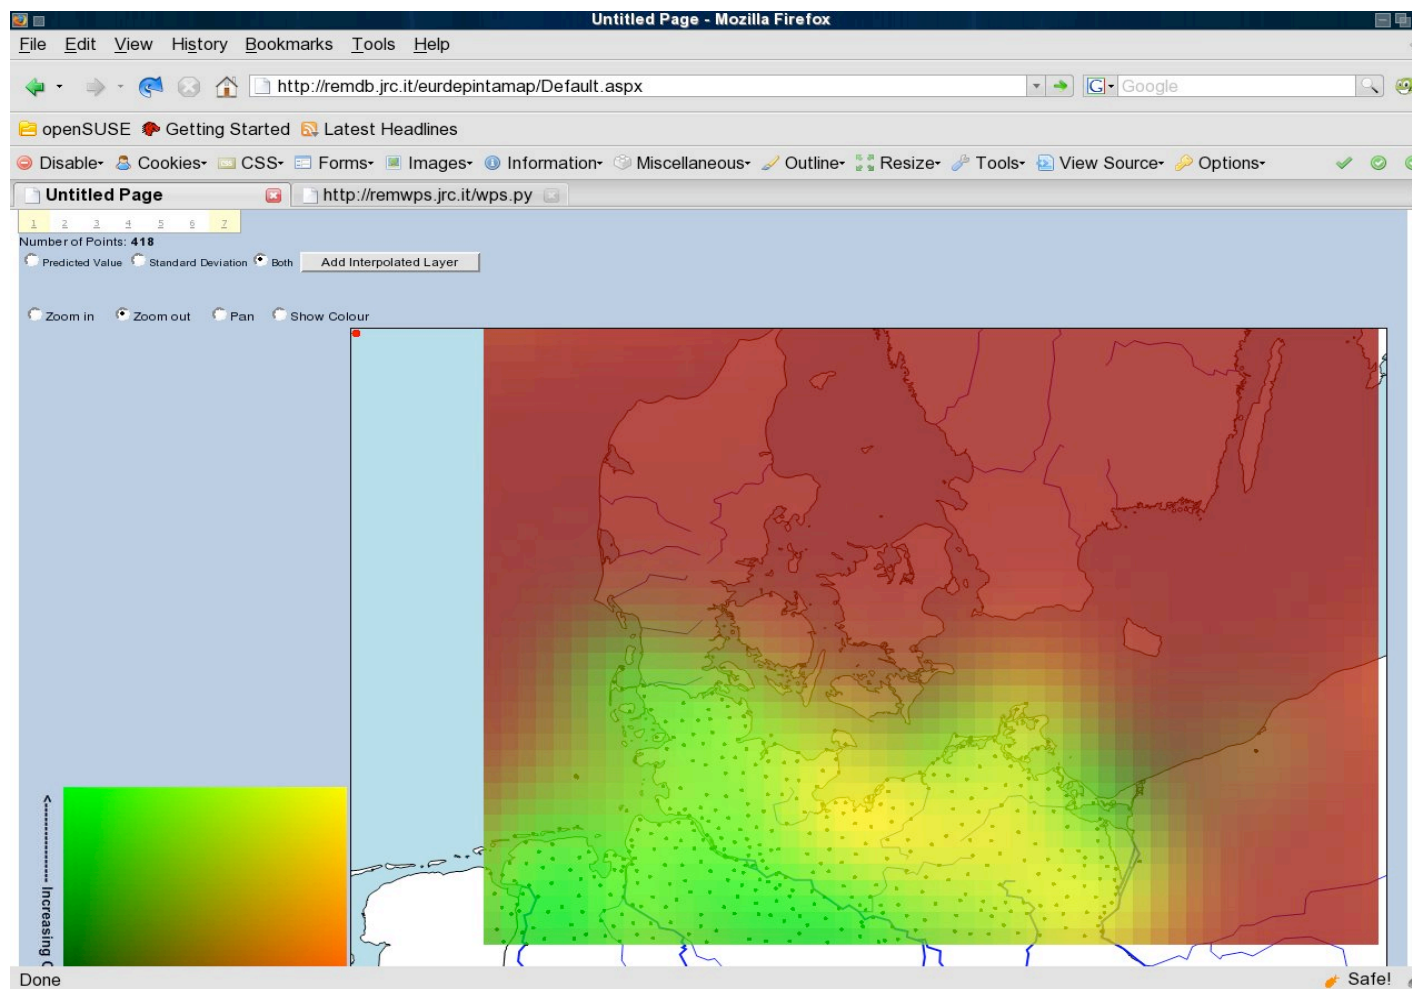 Untitled Page - Mozilla Firefox
File Edit View History Bookmarks Tools Help
http://remdb.jrc.it/eurdepintamap/Default.aspx G Google
openSUSE Getting Started Latest Headlines
Disable Cookies CSS Forms Images Information Miscellaneous Outline Resize Tools View Source Options
Untitled Page http://remwps.jrc.it/wps.py
1 2 3 4 5 6 7
Number of Points: 418
Predicted Value Standard Deviation Both Add Interpolated Layer
Zoom in Zoom out Pan Show Colour
<--------------- Increasing
Done Safe!